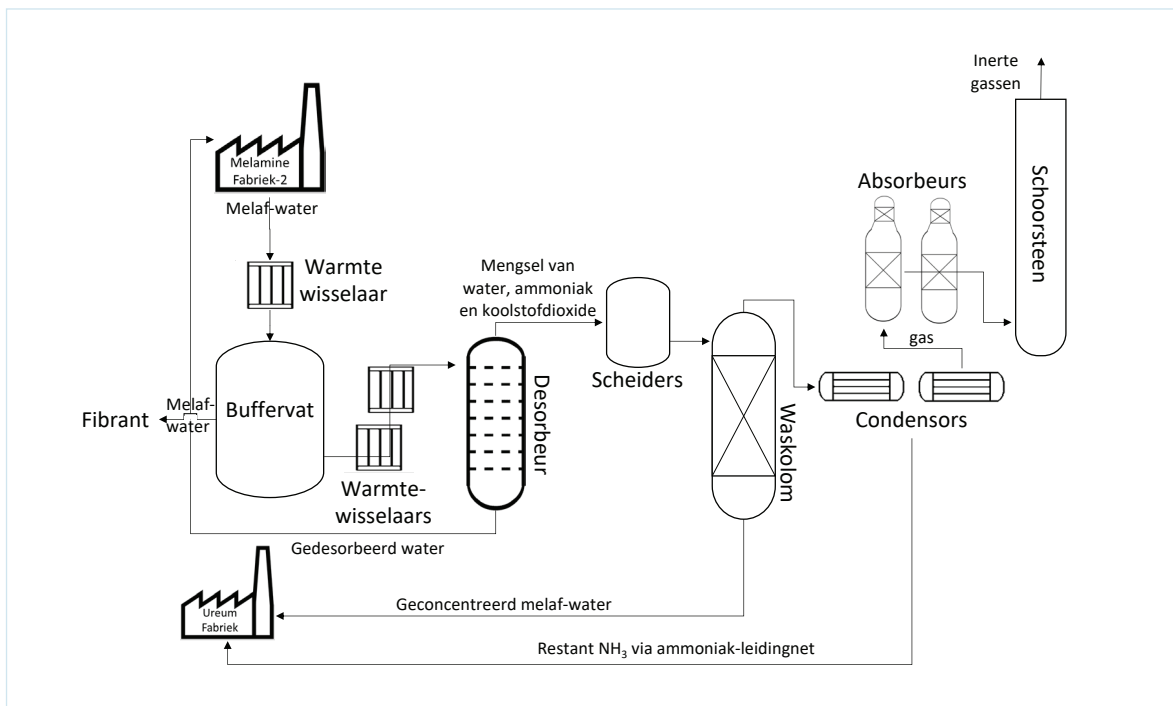 Inerte
gassen
Melamine
Fabriek-2
Melaf-water
Absorbeurs
Schoorsteen
Warmte
wisselaar
Mengsel van
water, ammoniak
en koolstofdioxide
gas
Scheiders
Desorbeur
Waskolom
Condensors
Fibrant
Melaf-
water
Buffervat
Warmte-
wisselaars
Gedesorbeerd water
Ureum
Fabriek
Geconcentreerd melaf-water
Restant NH₃ via ammoniak-leidingnet